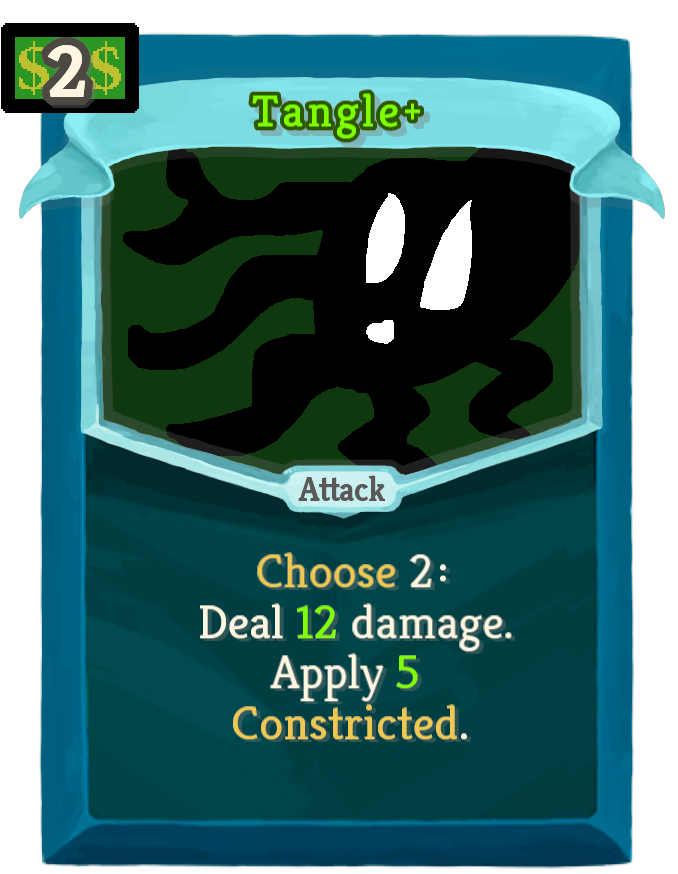 $2$
Tangle+
Attack
Choose 2:
Deal 12 damage.
Apply 5
Constricted.